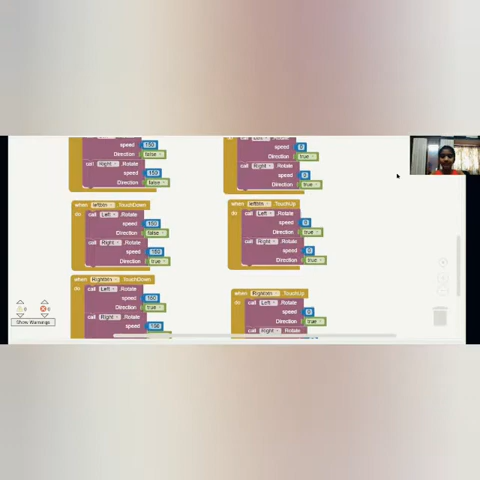 speed 150
Direction false
call Right .Rotate
speed 150
Direction false
when leftbtn .TouchDown
do call Left .Rotate
speed 150
Direction false
call Right .Rotate
speed 150
Direction true
when Rightbtn .TouchDown
do call Left .Rotate
speed 150
Direction true
call Right .Rotate
speed 150
speed 0
Direction true
call Right .Rotate
speed 0
Direction true
when leftbtn .TouchUp
do call Left .Rotate
speed 0
Direction true
call Right .Rotate
speed 0
Direction true
when Rightbtn .TouchUp
do call Left .Rotate
speed 0
Direction true
call Right .Rotate
0 0
Show Warnings